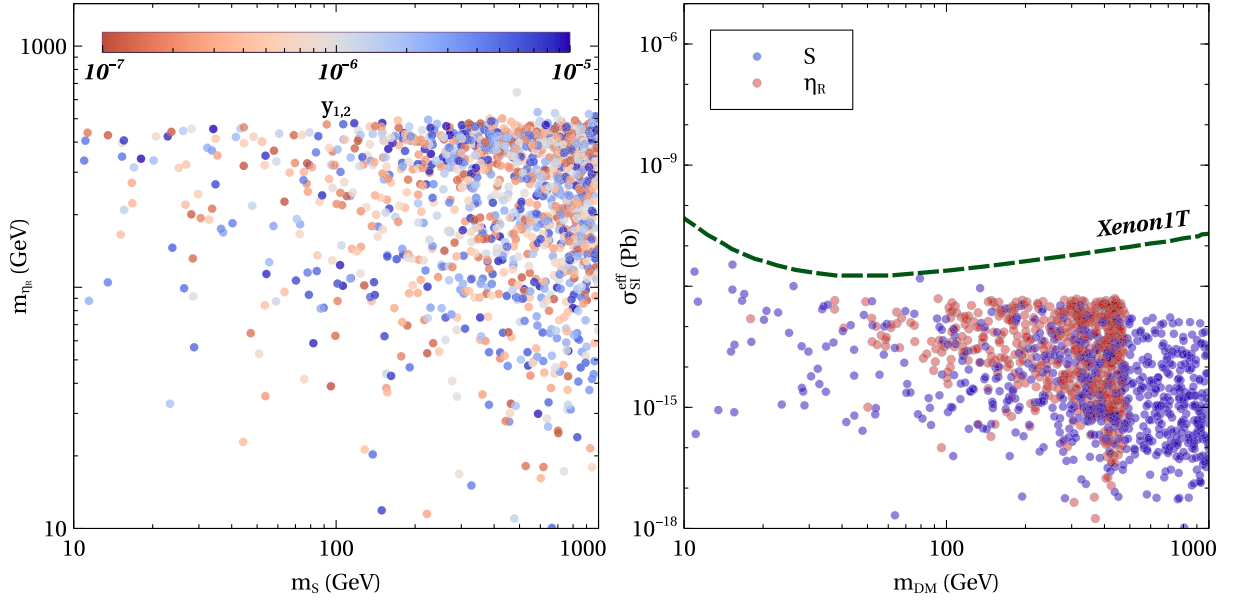 1000
10⁻⁷ 10⁻⁶ 10⁻⁵
y₁,₂
m_ηR (GeV)
10
10 100 1000
m_S (GeV)
10⁻⁶
S
η_R
10⁻⁹
Xenon1T
σ_SI^eff (Pb)
10⁻¹⁵
10⁻¹⁸
10 100 1000
m_DM (GeV)